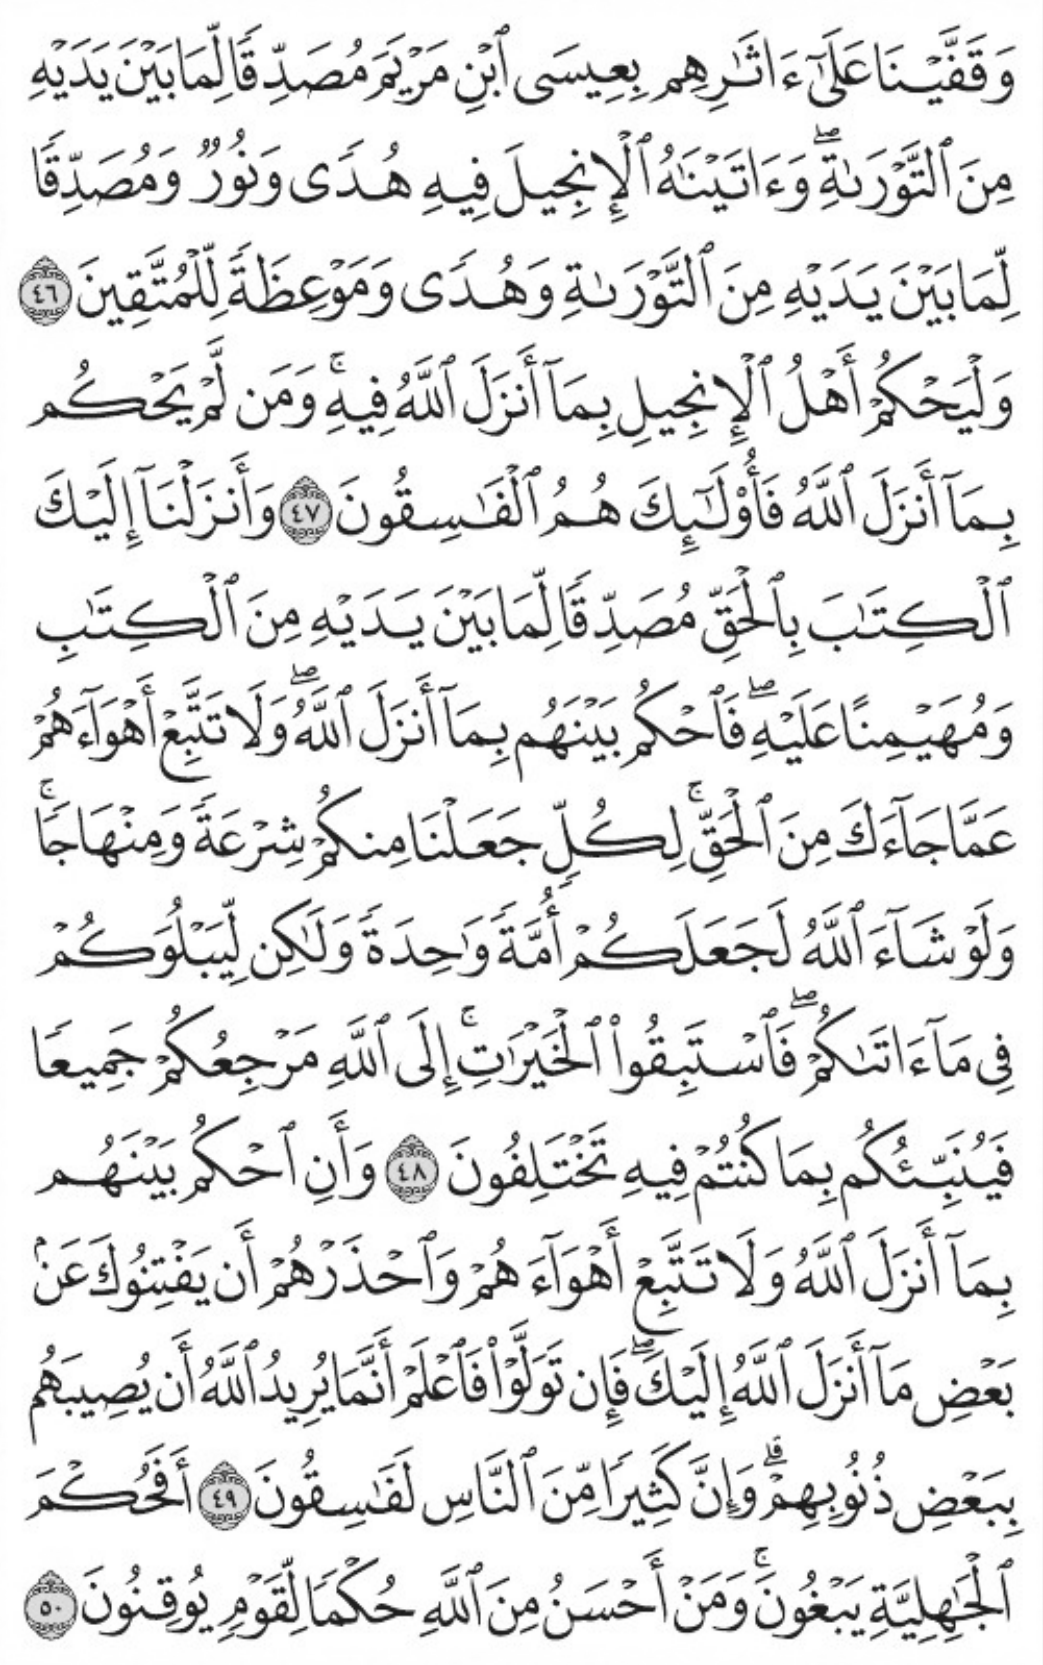 وَقَفَّيْنَا عَلَىٰٓ ءَاثَـٰرِهِم بِعِيسَى ٱبْنِ مَرْيَمَ مُصَدِّقًا لِّمَا بَيْنَ يَدَيْهِ
مِنَ ٱلتَّوْرَىٰةِۖ وَءَاتَيْنَـٰهُ ٱلْإِنجِيلَ فِيهِ هُدًى وَنُورٌ وَمُصَدِّقًا
لِّمَا بَيْنَ يَدَيْهِ مِنَ ٱلتَّوْرَىٰةِ وَهُدًى وَمَوْعِظَةً لِّلْمُتَّقِينَ ٤٦
وَلْيَحْكُمْ أَهْلُ ٱلْإِنجِيلِ بِمَآ أَنزَلَ ٱللَّهُ فِيهِۚ وَمَن لَّمْ يَحْكُم
بِمَآ أَنزَلَ ٱللَّهُ فَأُو۟لَـٰٓئِكَ هُمُ ٱلْفَـٰسِقُونَ ٤٧ وَأَنزَلْنَآ إِلَيْكَ
ٱلْكِتَـٰبَ بِٱلْحَقِّ مُصَدِّقًا لِّمَا بَيْنَ يَدَيْهِ مِنَ ٱلْكِتَـٰبِ
وَمُهَيْمِنًا عَلَيْهِۖ فَٱحْكُم بَيْنَهُم بِمَآ أَنزَلَ ٱللَّهُۖ وَلَا تَتَّبِعْ أَهْوَآءَهُمْ
عَمَّا جَآءَكَ مِنَ ٱلْحَقِّۚ لِكُلٍّ جَعَلْنَا مِنكُمْ شِرْعَةً وَمِنْهَاجًاۚ
وَلَوْ شَآءَ ٱللَّهُ لَجَعَلَكُمْ أُمَّةً وَٰحِدَةً وَلَـٰكِن لِّيَبْلُوَكُمْ
فِى مَآ ءَاتَىٰكُمْۖ فَٱسْتَبِقُوا۟ ٱلْخَيْرَٰتِۚ إِلَى ٱللَّهِ مَرْجِعُكُمْ جَمِيعًا
فَيُنَبِّئُكُم بِمَا كُنتُمْ فِيهِ تَخْتَلِفُونَ ٤٨ وَأَنِ ٱحْكُم بَيْنَهُم
بِمَآ أَنزَلَ ٱللَّهُ وَلَا تَتَّبِعْ أَهْوَآءَهُمْ وَٱحْذَرْهُمْ أَن يَفْتِنُوكَ عَنۢ
بَعْضِ مَآ أَنزَلَ ٱللَّهُ إِلَيْكَۖ فَإِن تَوَلَّوْا۟ فَٱعْلَمْ أَنَّمَا يُرِيدُ ٱللَّهُ أَن يُصِيبَهُم
بِبَعْضِ ذُنُوبِهِمْۗ وَإِنَّ كَثِيرًا مِّنَ ٱلنَّاسِ لَفَـٰسِقُونَ ٤٩ أَفَحُكْمَ
ٱلْجَـٰهِلِيَّةِ يَبْغُونَۚ وَمَنْ أَحْسَنُ مِنَ ٱللَّهِ حُكْمًا لِّقَوْمٍ يُوقِنُونَ ٥٠